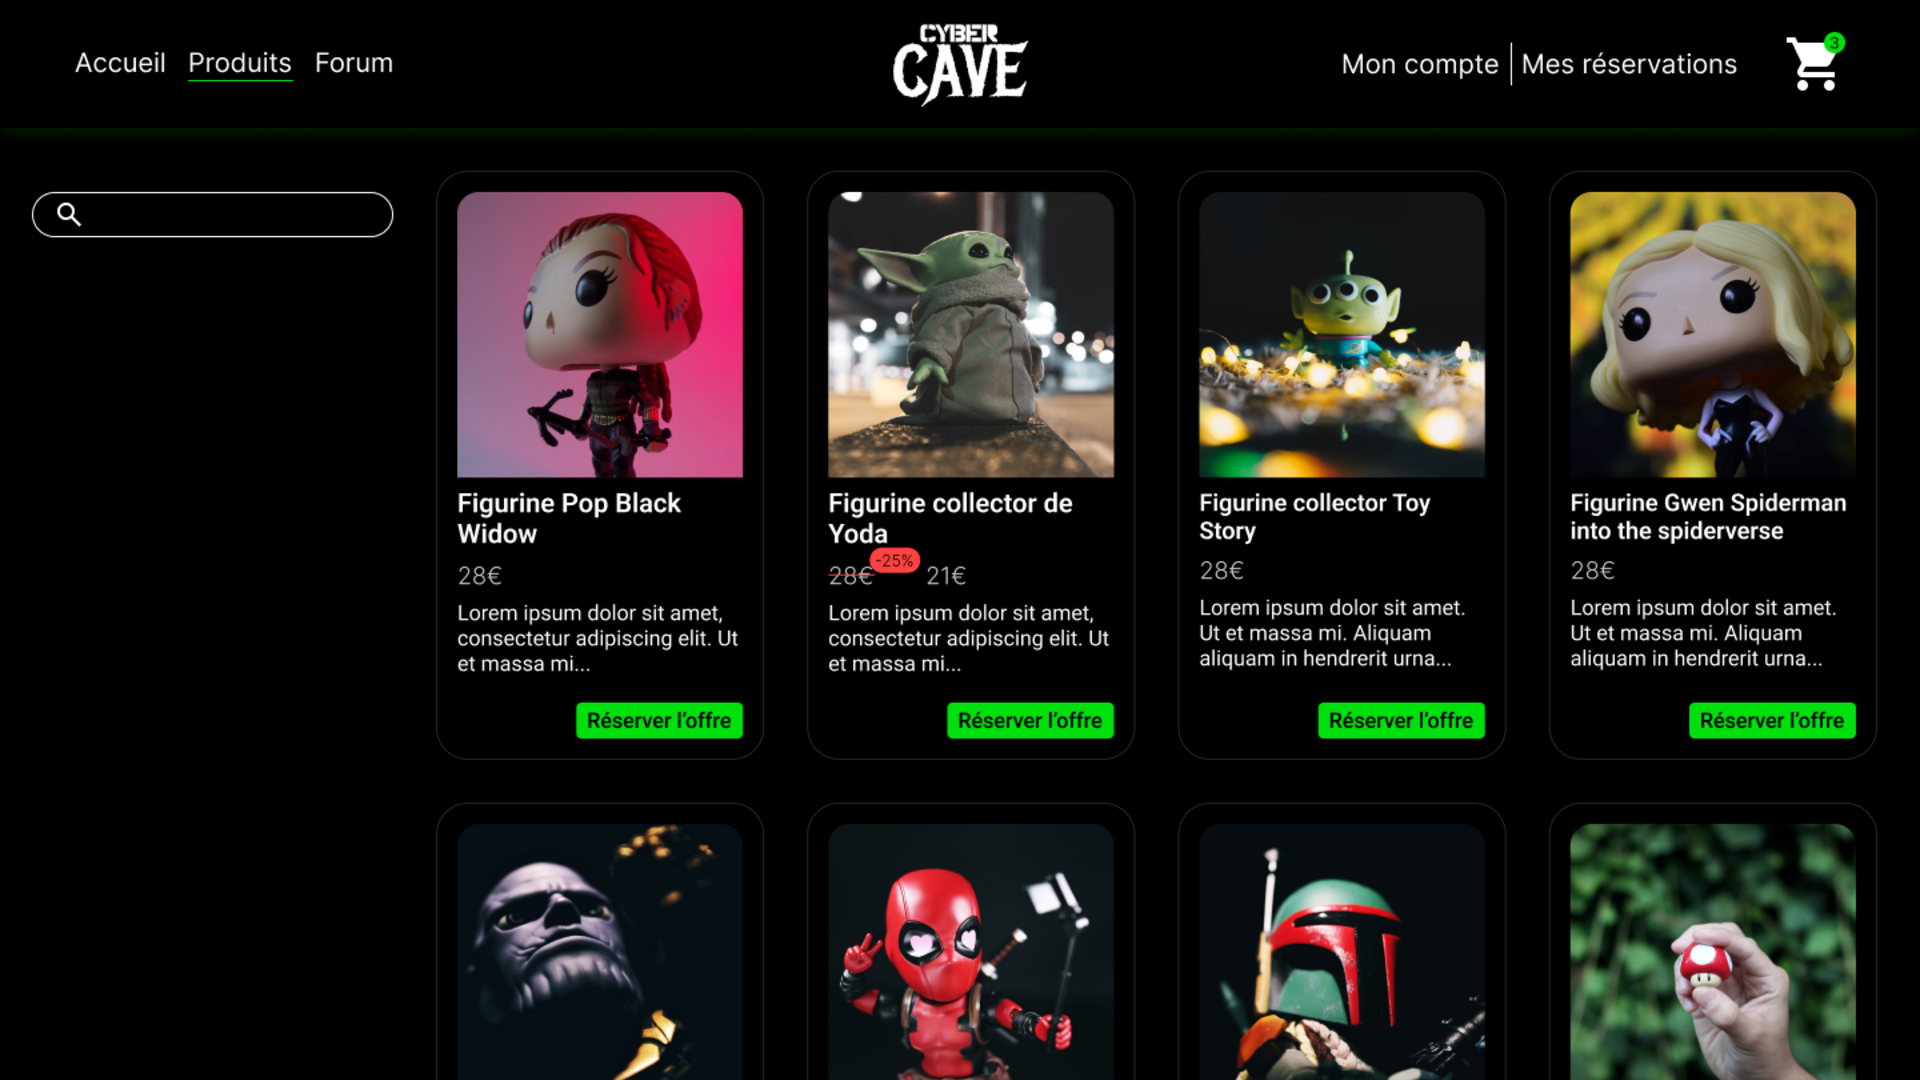 Accueil Produits Forum
CYBER
CAVE
Mon compte Mes réservations
3
Figurine Pop Black
Widow
28€
Lorem ipsum dolor sit amet,
consectetur adipiscing elit. Ut
et massa mi...
Réserver l’offre
Figurine collector de
Yoda
28€ -25% 21€
Lorem ipsum dolor sit amet,
consectetur adipiscing elit. Ut
et massa mi...
Réserver l’offre
Figurine collector Toy
Story
28€
Lorem ipsum dolor sit amet.
Ut et massa mi. Aliquam
aliquam in hendrerit urna...
Réserver l’offre
Figurine Gwen Spiderman
into the spiderverse
28€
Lorem ipsum dolor sit amet.
Ut et massa mi. Aliquam
aliquam in hendrerit urna...
Réserver l’offre